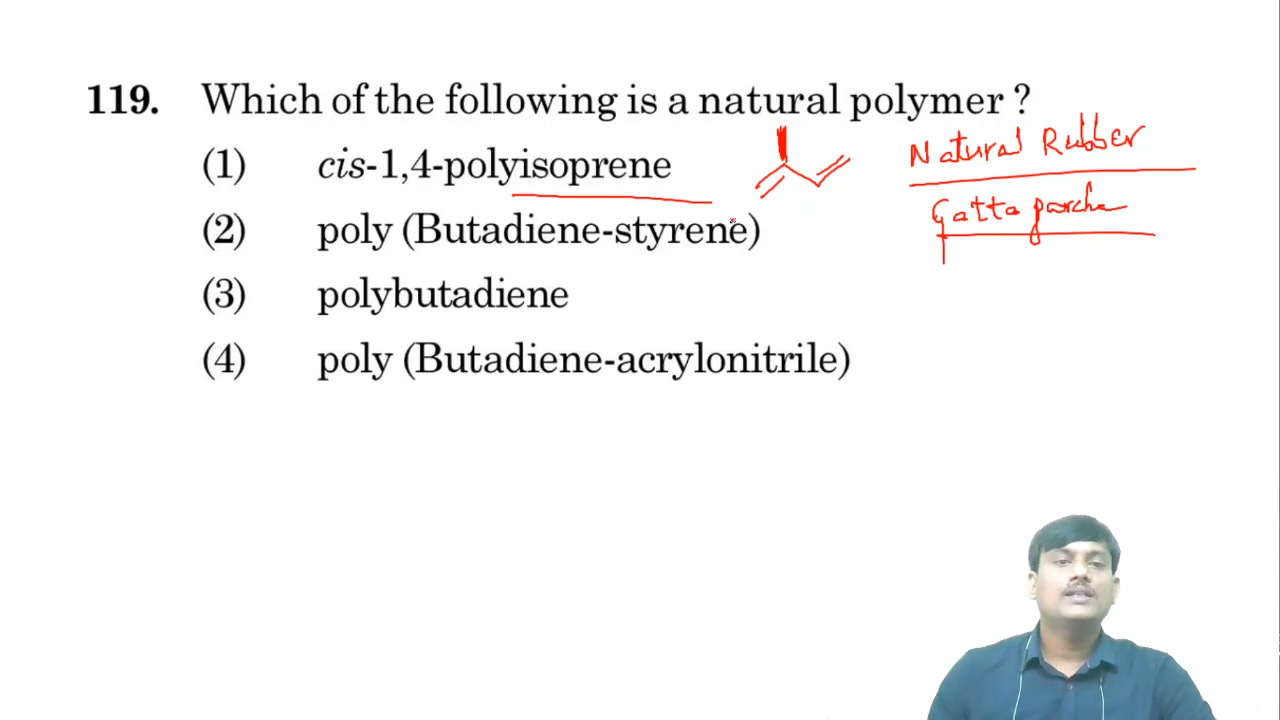 119. Which of the following is a natural polymer ?
(1) cis-1,4-polyisoprene
Natural Rubber
Gatta parcha
(2) poly (Butadiene-styrene)
(3) polybutadiene
(4) poly (Butadiene-acrylonitrile)